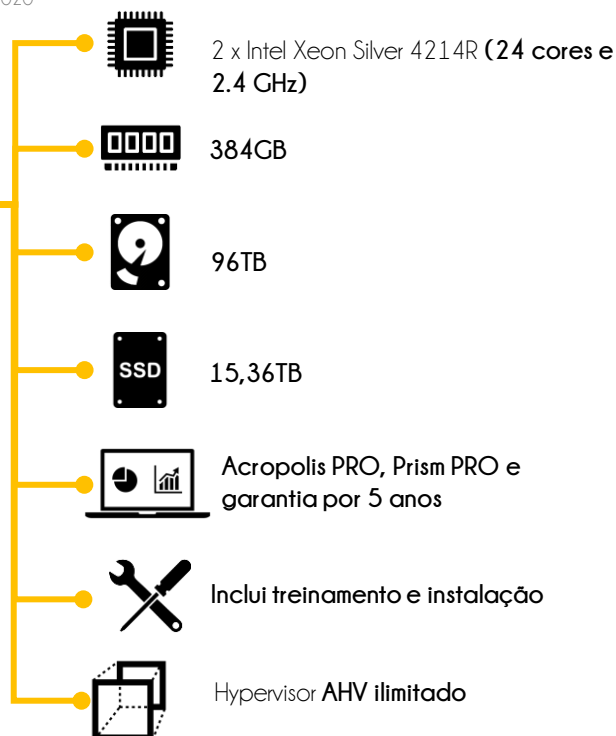 2 x Intel Xeon Silver 4214R (24 cores e
2.4 GHz)
384GB
96TB
SSD
15,36TB
Acropolis PRO, Prism PRO e
garantia por 5 anos
Inclui treinamento e instalação
Hypervisor AHV ilimitado